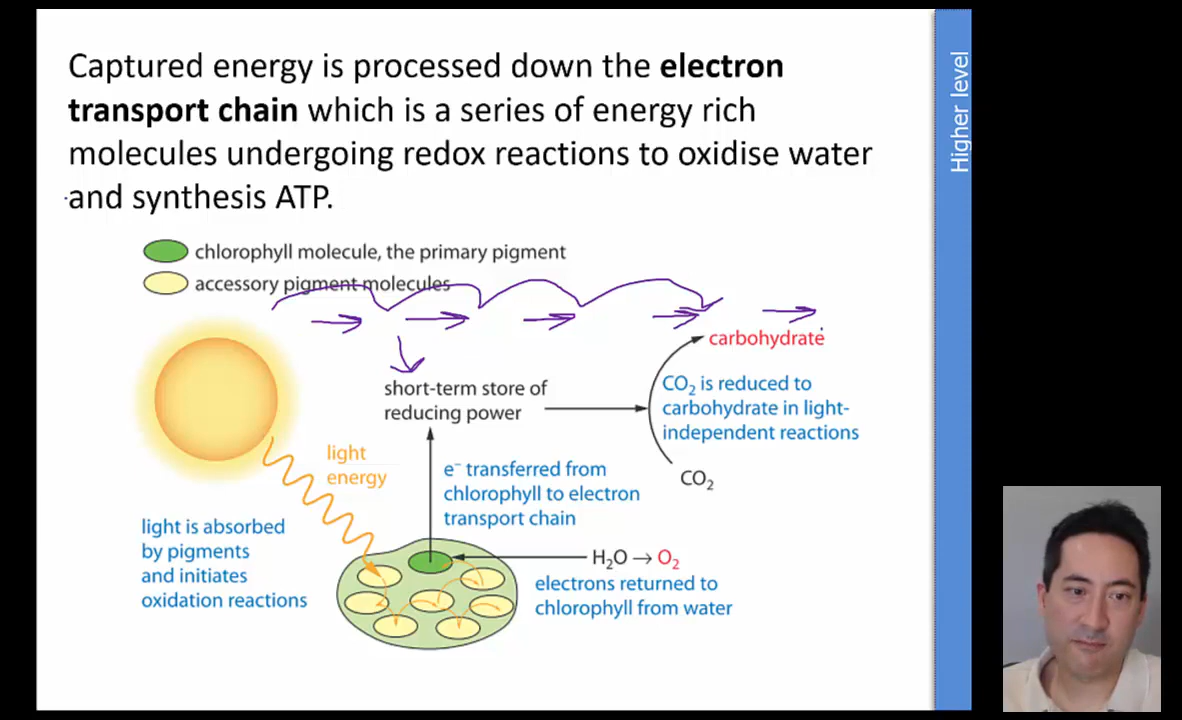 Captured energy is processed down the electron
transport chain which is a series of energy rich
molecules undergoing redox reactions to oxidise water
and synthesis ATP.
Higher level
chlorophyll molecule, the primary pigment
accessory pigment molecules
carbohydrate
short-term store of
reducing power
CO₂ is reduced to
carbohydrate in light-
independent reactions
CO₂
light
energy
e⁻ transferred from
chlorophyll to electron
transport chain
light is absorbed
by pigments
and initiates
oxidation reactions
H₂O → O₂
electrons returned to
chlorophyll from water